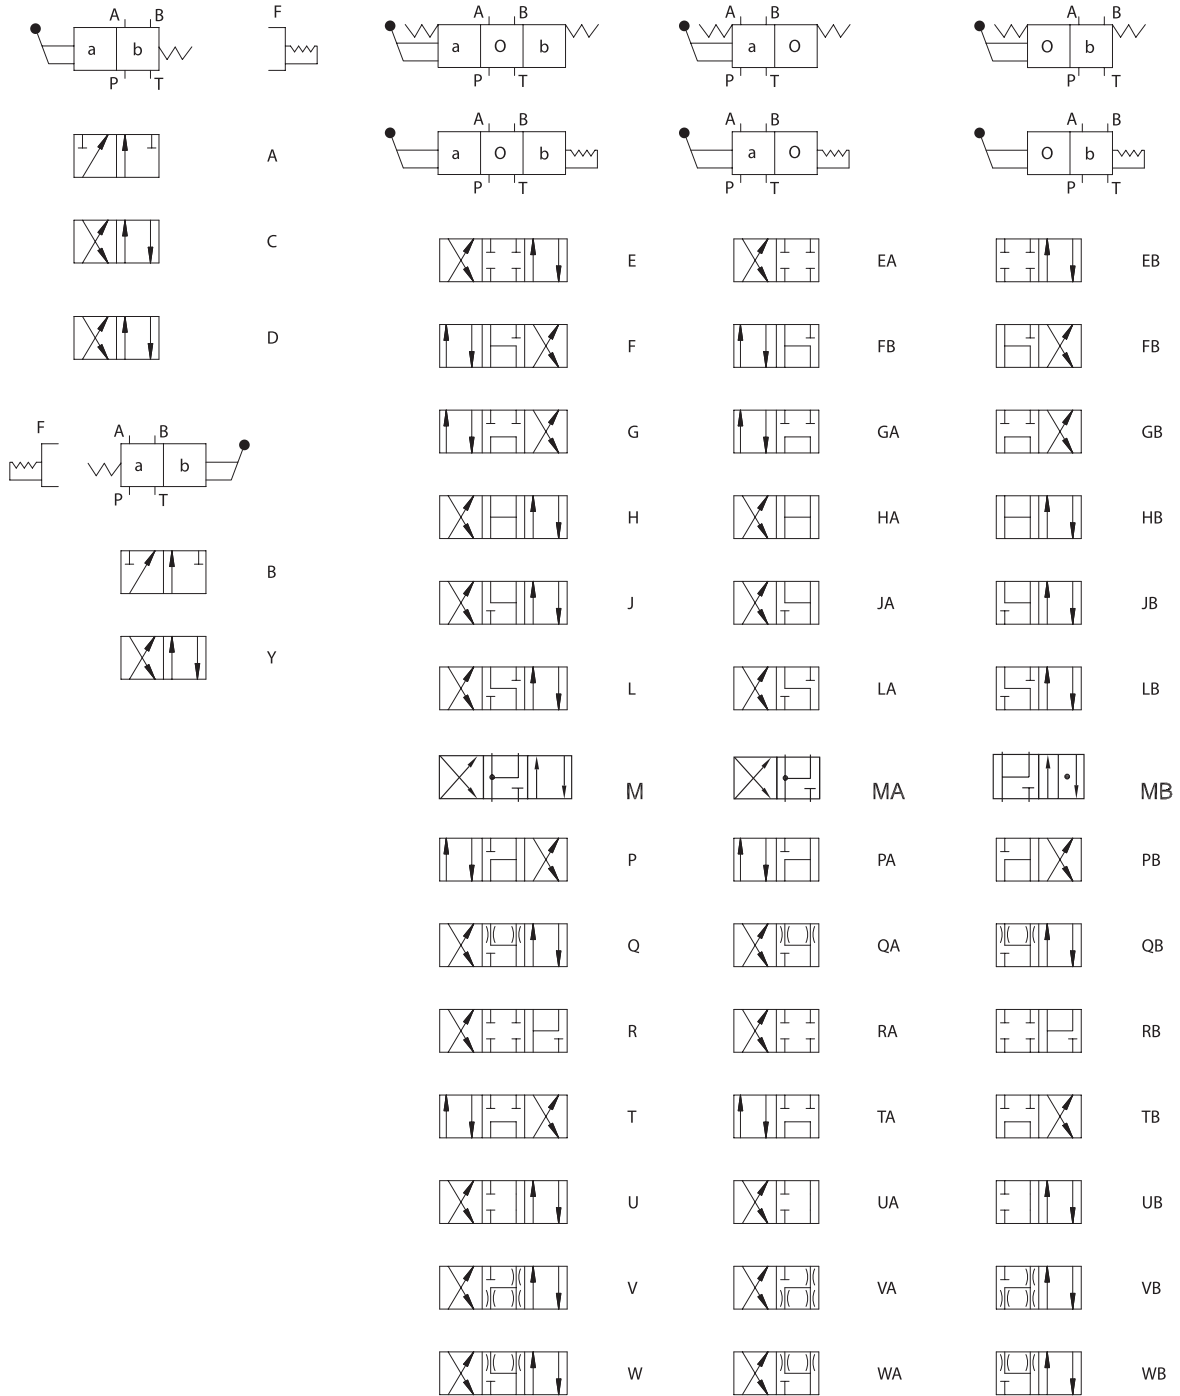 A B F A B A B A B
a b a O b a O O b
P T P T P T P T
A B A B A B
A a O b a O O b
P T P T P T
C
E EA EB
D F FB FB
F A B G GA GB
a b
P T H HA HB
B J JA JB
Y L LA LB
M MA MB
P PA PB
Q QA QB
R RA RB
T TA TB
U UA UB
V VA VB
W WA WB